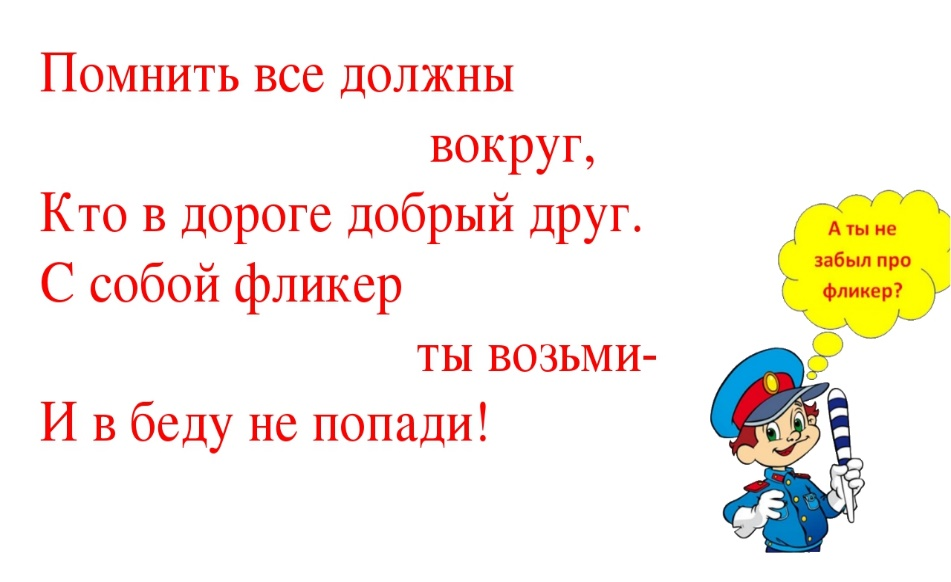 Помнить все должны
вокруг,
Кто в дороге добрый друг.
С собой фликер
ты возьми-
И в беду не попади!
А ты не
забыл про
фликер?